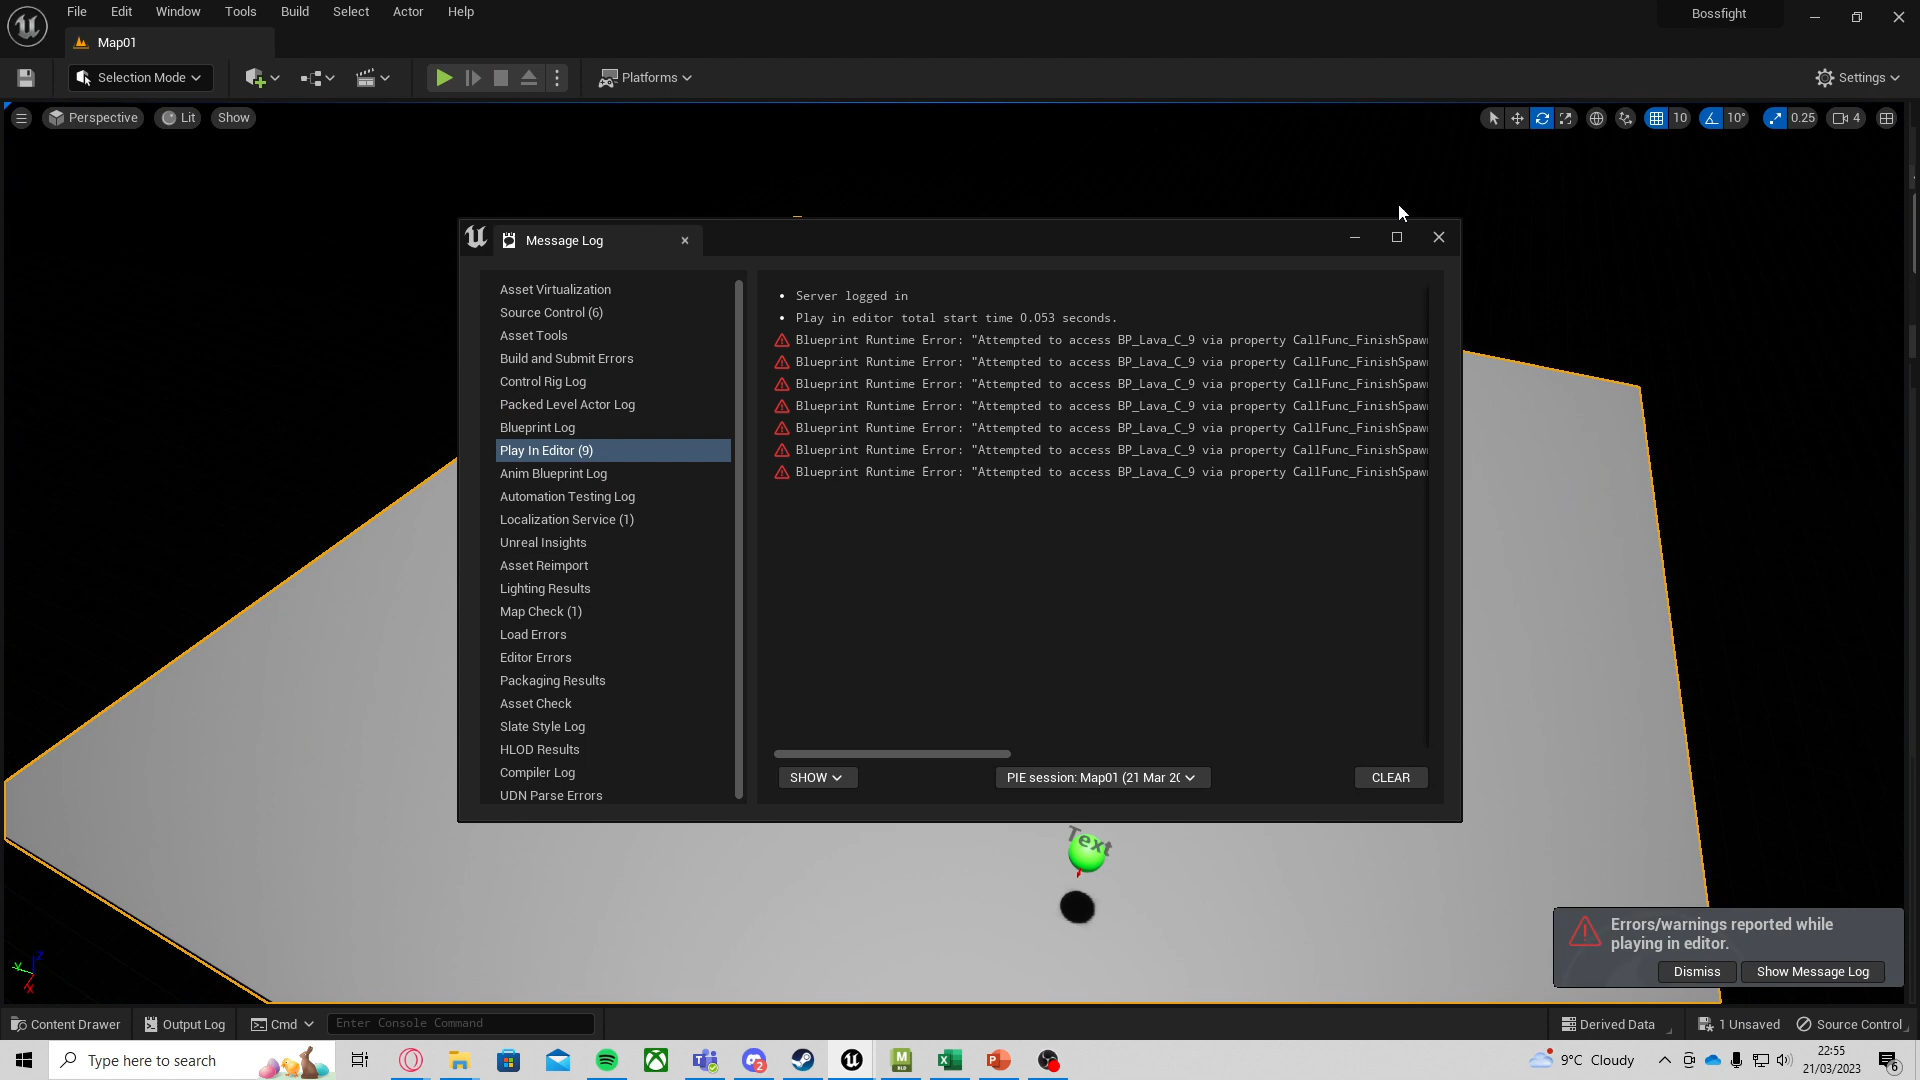 File Edit Window Tools Build Select Actor Help
Bossfight
Map01
Selection Mode
Platforms
Settings
Perspective Lit Show
10 10° 0.25 4
Message Log
Asset Virtualization
Source Control (6)
Asset Tools
Build and Submit Errors
Control Rig Log
Packed Level Actor Log
Blueprint Log
Play In Editor (9)
Anim Blueprint Log
Automation Testing Log
Localization Service (1)
Unreal Insights
Asset Reimport
Lighting Results
Map Check (1)
Load Errors
Editor Errors
Packaging Results
Asset Check
Slate Style Log
HLOD Results
Compiler Log
UDN Parse Errors
Server logged in
Play in editor total start time 0.053 seconds.
Blueprint Runtime Error: "Attempted to access BP_Lava_C_9 via property CallFunc_FinishSpawn
Blueprint Runtime Error: "Attempted to access BP_Lava_C_9 via property CallFunc_FinishSpawn
Blueprint Runtime Error: "Attempted to access BP_Lava_C_9 via property CallFunc_FinishSpawn
Blueprint Runtime Error: "Attempted to access BP_Lava_C_9 via property CallFunc_FinishSpawn
Blueprint Runtime Error: "Attempted to access BP_Lava_C_9 via property CallFunc_FinishSpawn
Blueprint Runtime Error: "Attempted to access BP_Lava_C_9 via property CallFunc_FinishSpawn
Blueprint Runtime Error: "Attempted to access BP_Lava_C_9 via property CallFunc_FinishSpawn
SHOW
PIE session: Map01 (21 Mar 20
CLEAR
Text
Errors/warnings reported while
playing in editor.
Dismiss Show Message Log
Content Drawer Output Log Cmd Enter Console Command
Derived Data 1 Unsaved Source Control
Type here to search
9°C Cloudy
22:55
21/03/2023
6